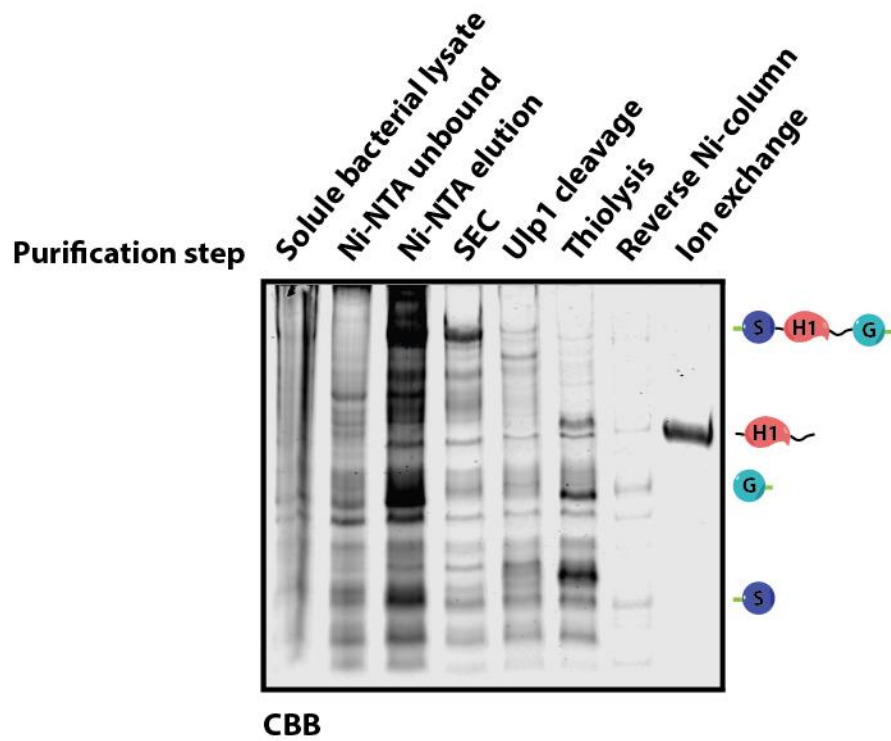 Solule bacterial lysate
Ni-NTA unbound
Ni-NTA elution
SEC
Ulp1 cleavage
Thiolysis
Reverse Ni-column
Ion exchange
Purification step
S H1 G
H1
G
S
CBB